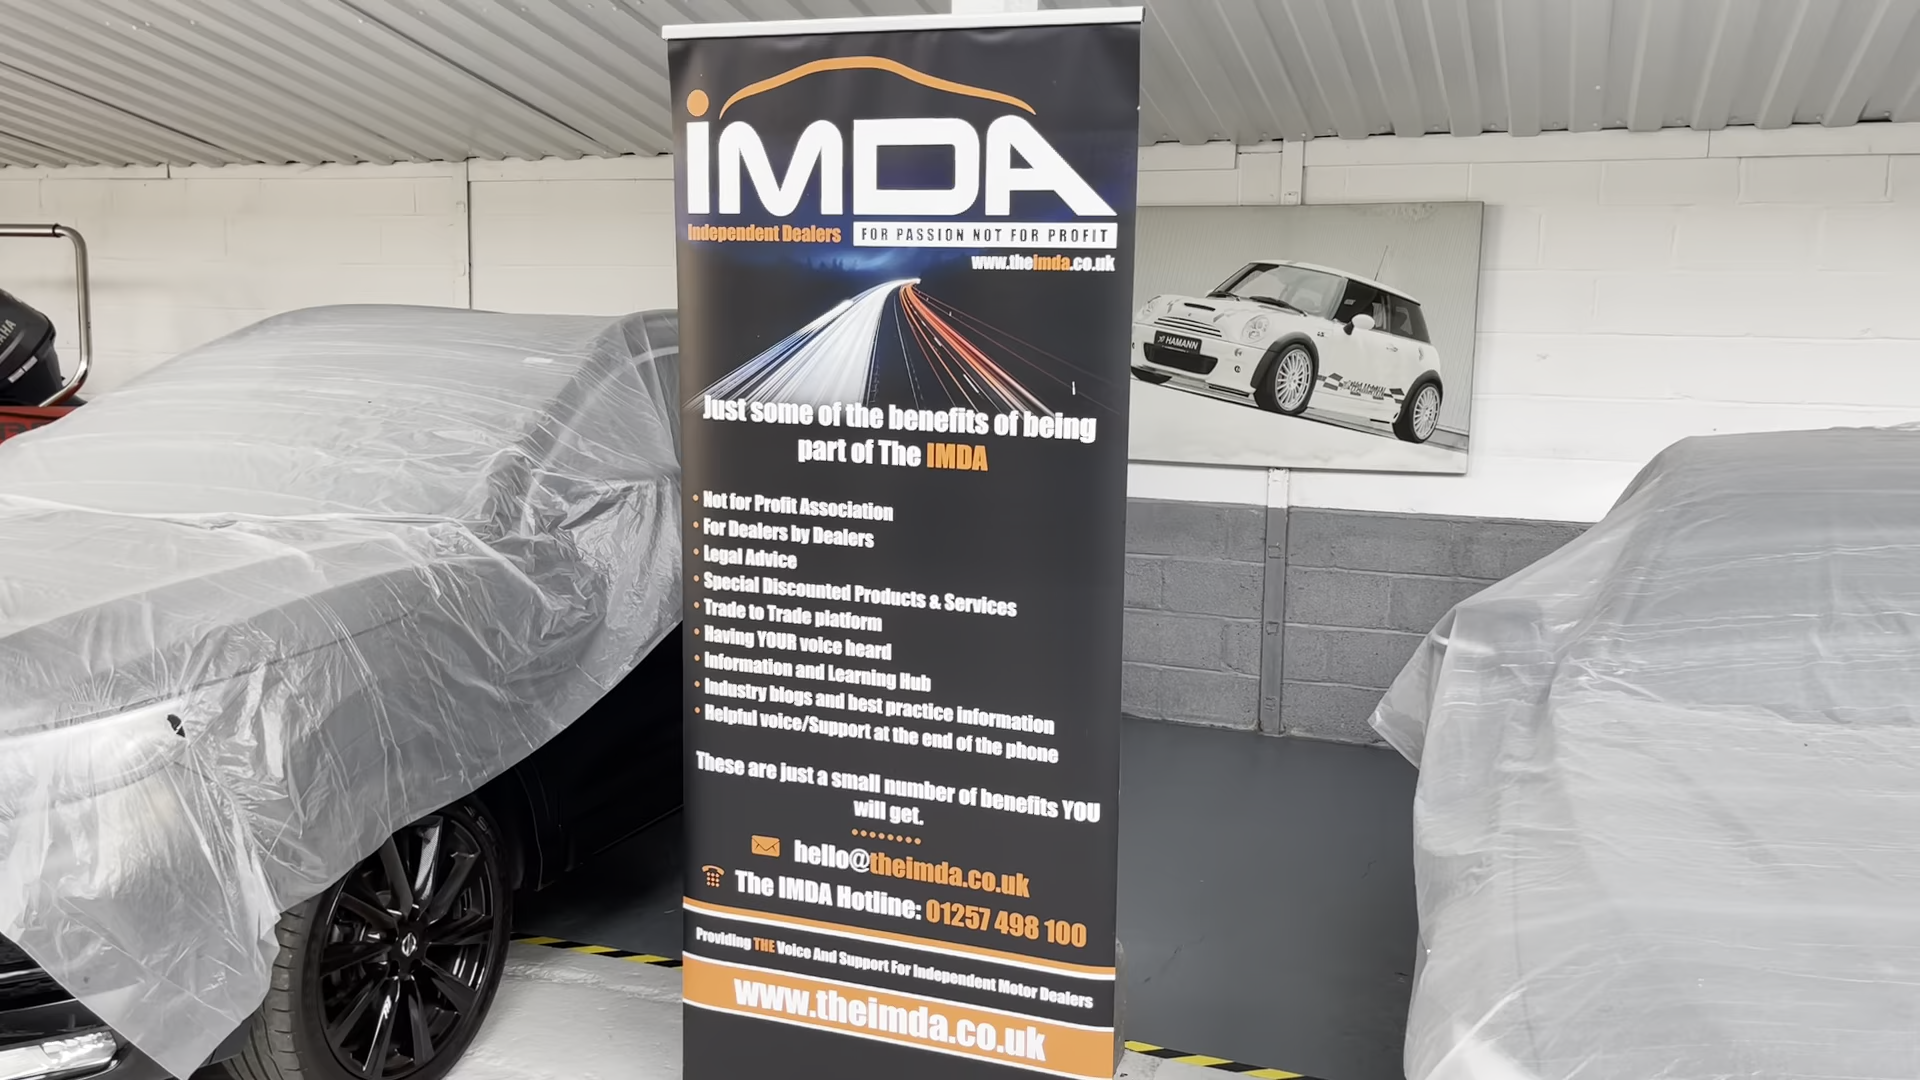 iMDA
Independent Dealers
FOR PASSION NOT FOR PROFIT
www.theimda.co.uk
Just some of the benefits of being
part of The IMDA
• Not for Profit Association
• For Dealers by Dealers
• Legal Advice
• Special Discounted Products & Services
• Trade to Trade platform
• Having YOUR voice heard
• Information and Learning Hub
• Industry blogs and best practice information
• Helpful voice/Support at the end of the phone
These are just a small number of benefits YOU
will get.
hello@theimda.co.uk
The IMDA Hotline: 01257 498 100
Providing THE Voice And Support For Independent Motor Dealers
www.theimda.co.uk
HAMANN